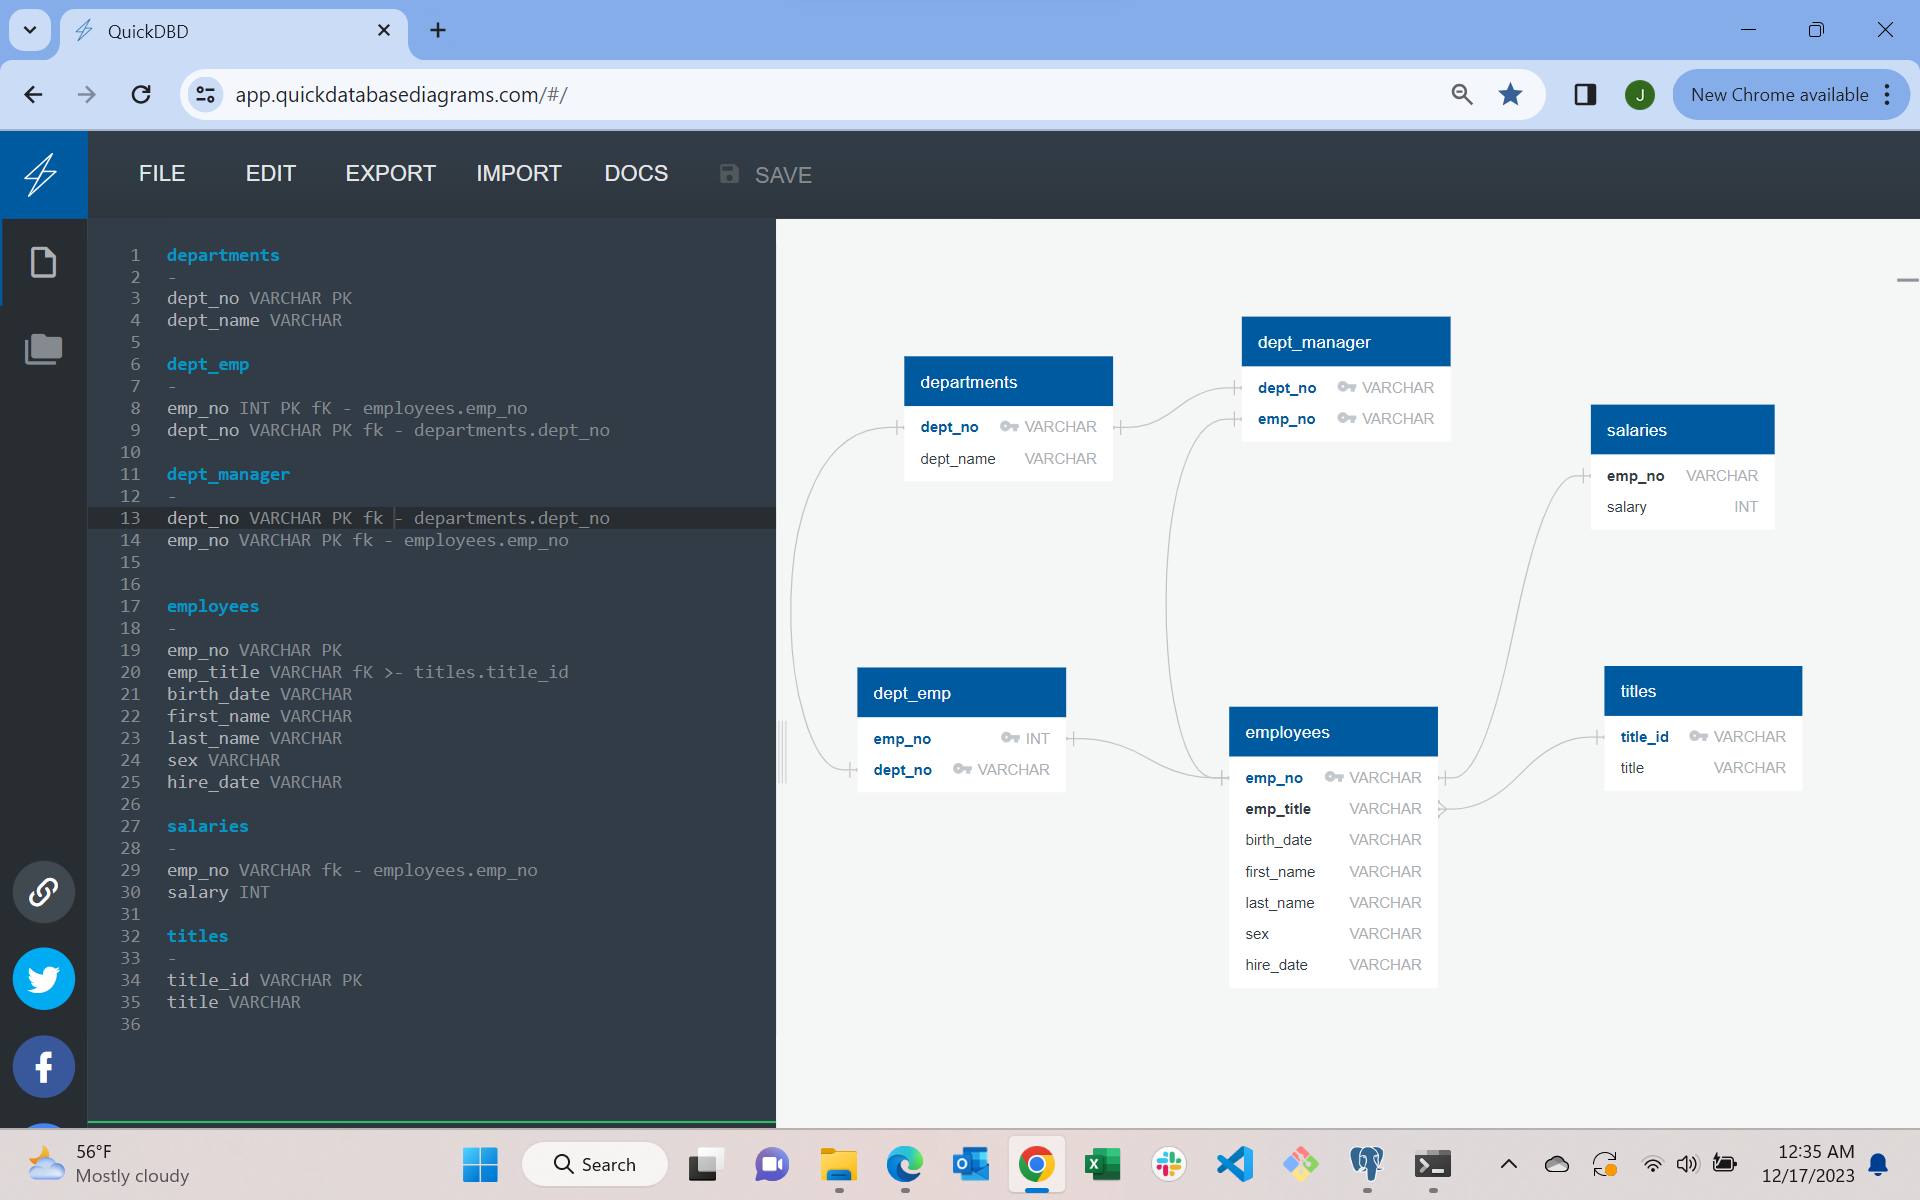 QuickDBD
app.quickdatabasediagrams.com/#/
J
New Chrome available
FILE EDIT EXPORT IMPORT DOCS SAVE
1 departments
2 -
3 dept_no VARCHAR PK
4 dept_name VARCHAR
5
6 dept_emp
7 -
8 emp_no INT PK fK - employees.emp_no
9 dept_no VARCHAR PK fk - departments.dept_no
10
11 dept_manager
12 -
13 dept_no VARCHAR PK fk - departments.dept_no
14 emp_no VARCHAR PK fk - employees.emp_no
15
16
17 employees
18 -
19 emp_no VARCHAR PK
20 emp_title VARCHAR fK >- titles.title_id
21 birth_date VARCHAR
22 first_name VARCHAR
23 last_name VARCHAR
24 sex VARCHAR
25 hire_date VARCHAR
26
27 salaries
28 -
29 emp_no VARCHAR fk - employees.emp_no
30 salary INT
31
32 titles
33 -
34 title_id VARCHAR PK
35 title VARCHAR
36
departments
dept_no VARCHAR
dept_name VARCHAR
dept_manager
dept_no VARCHAR
emp_no VARCHAR
salaries
emp_no VARCHAR
salary INT
dept_emp
emp_no INT
dept_no VARCHAR
employees
emp_no VARCHAR
emp_title VARCHAR
birth_date VARCHAR
first_name VARCHAR
last_name VARCHAR
sex VARCHAR
hire_date VARCHAR
titles
title_id VARCHAR
title VARCHAR
56°F
Mostly cloudy
Search
12:35 AM
12/17/2023